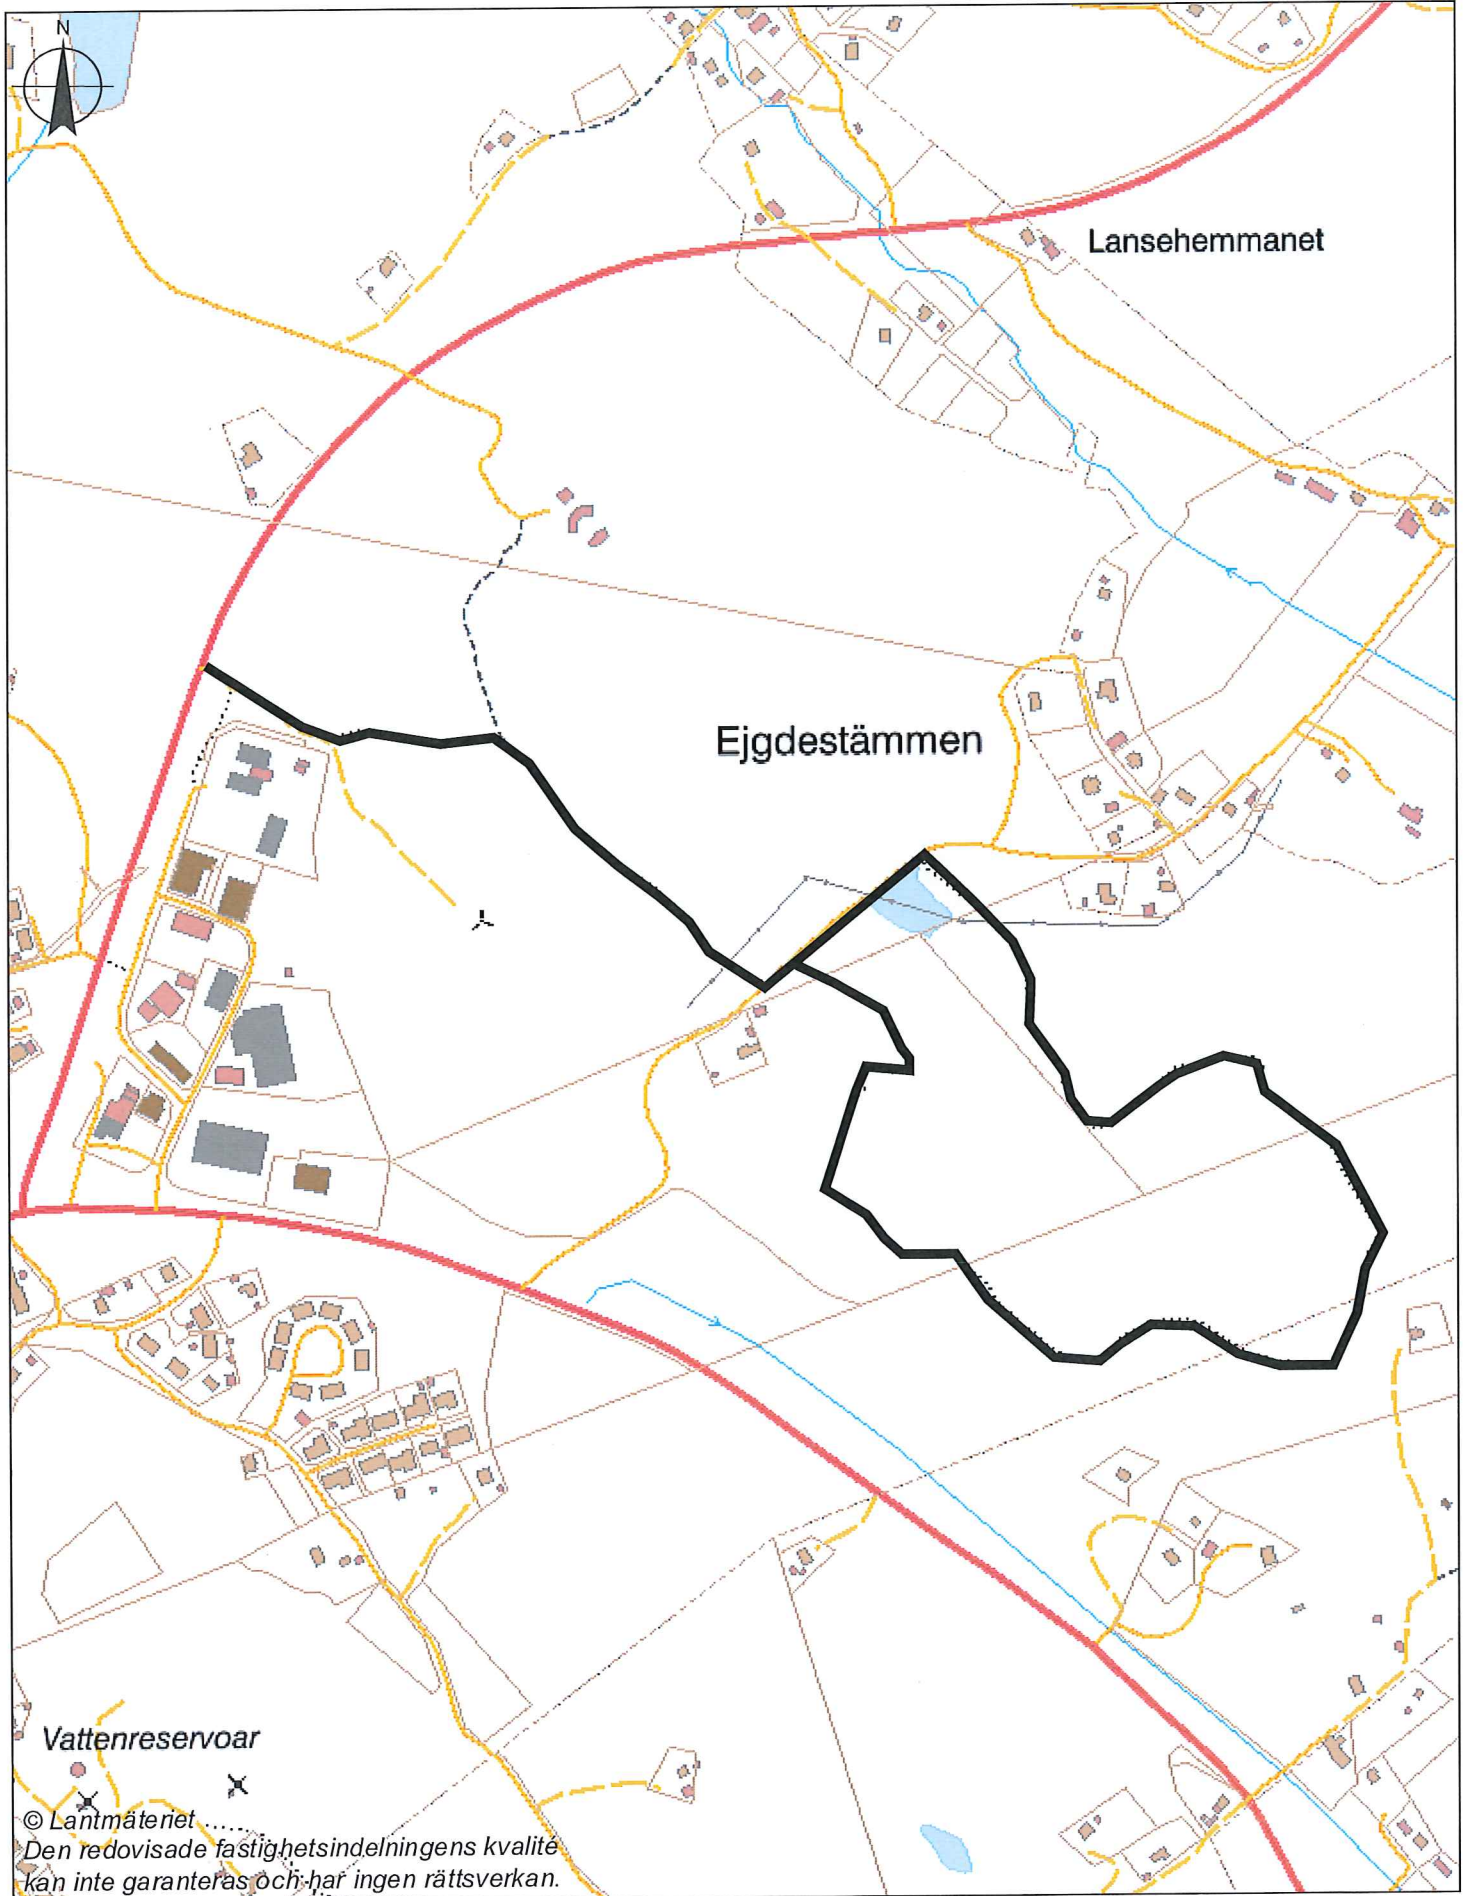 N
Lansehemmanet
Ejgdestämmen
Vattenreservoar
© Lantmäteriet ......
Den redovisade fastighetsindelningens kvalité
kan inte garanteras och har ingen rättsverkan.